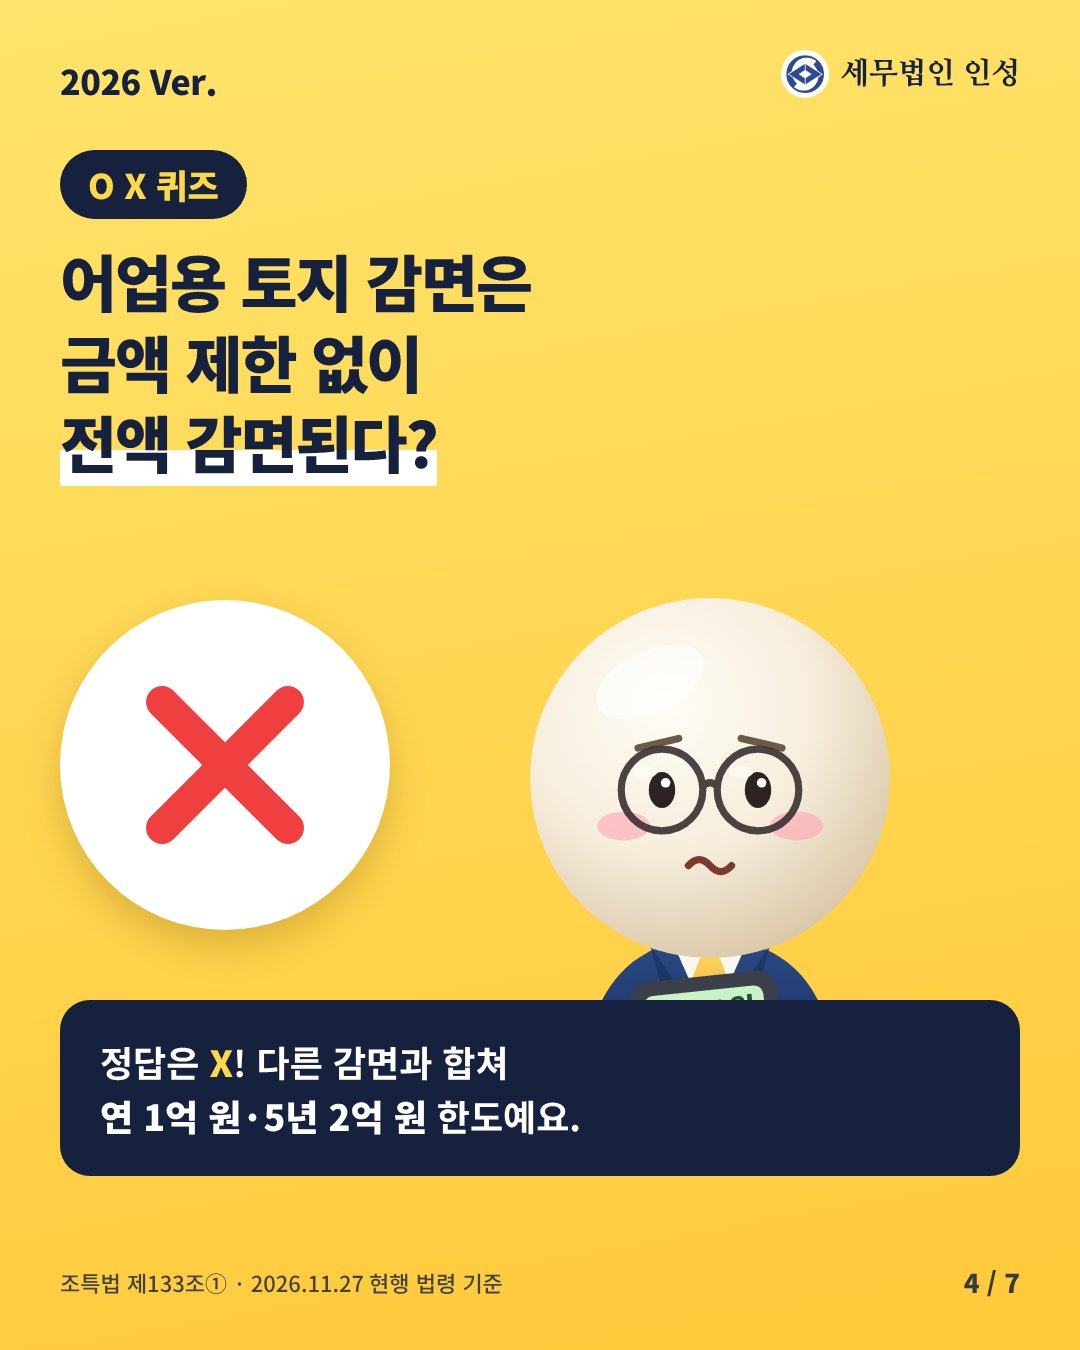 2026 Ver.
세무법인 인성
O X 퀴즈
어업용 토지 감면은
금액 제한 없이
전액 감면된다?
정답은 X! 다른 감면과 합쳐
연 1억 원·5년 2억 원 한도예요.
조특법 제133조① · 2026.11.27 현행 법령 기준
4 / 7